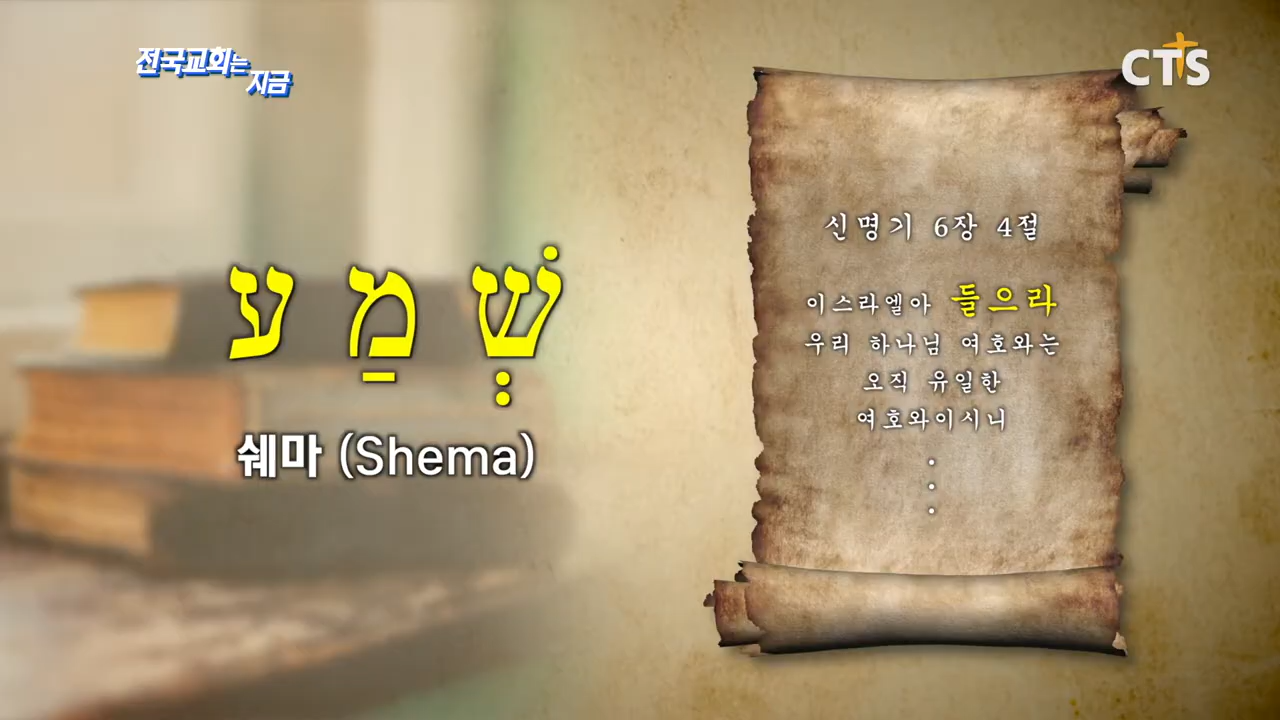 전국교회는
지금
CTS
שְׁמַע
쉐마 (Shema)
신명기 6장 4절
이스라엘아 들으라
우리 하나님 여호와는
오직 유일한
여호와이시니
.
.
.